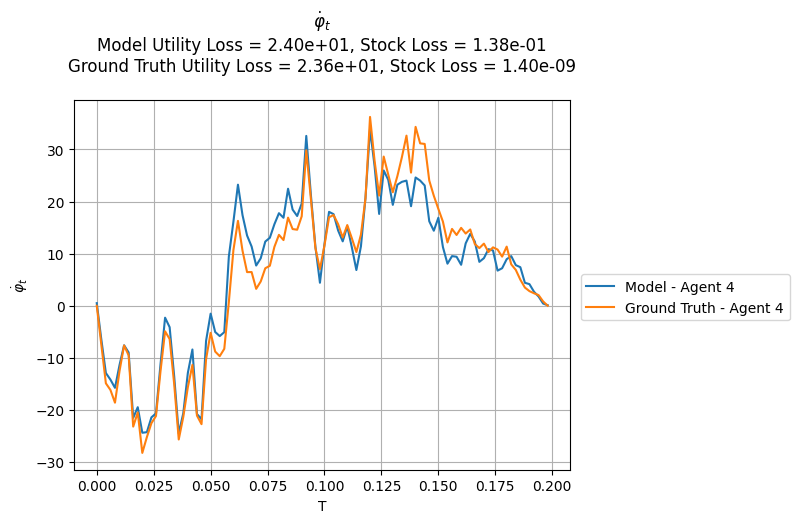 φ̇ₜ
Model Utility Loss = 2.40e+01, Stock Loss = 1.38e-01
Ground Truth Utility Loss = 2.36e+01, Stock Loss = 1.40e-09
φ̇ₜ
30
20
10
0
−10
−20
−30
0.000 0.025 0.050 0.075 0.100 0.125 0.150 0.175 0.200
T
Model - Agent 4
Ground Truth - Agent 4